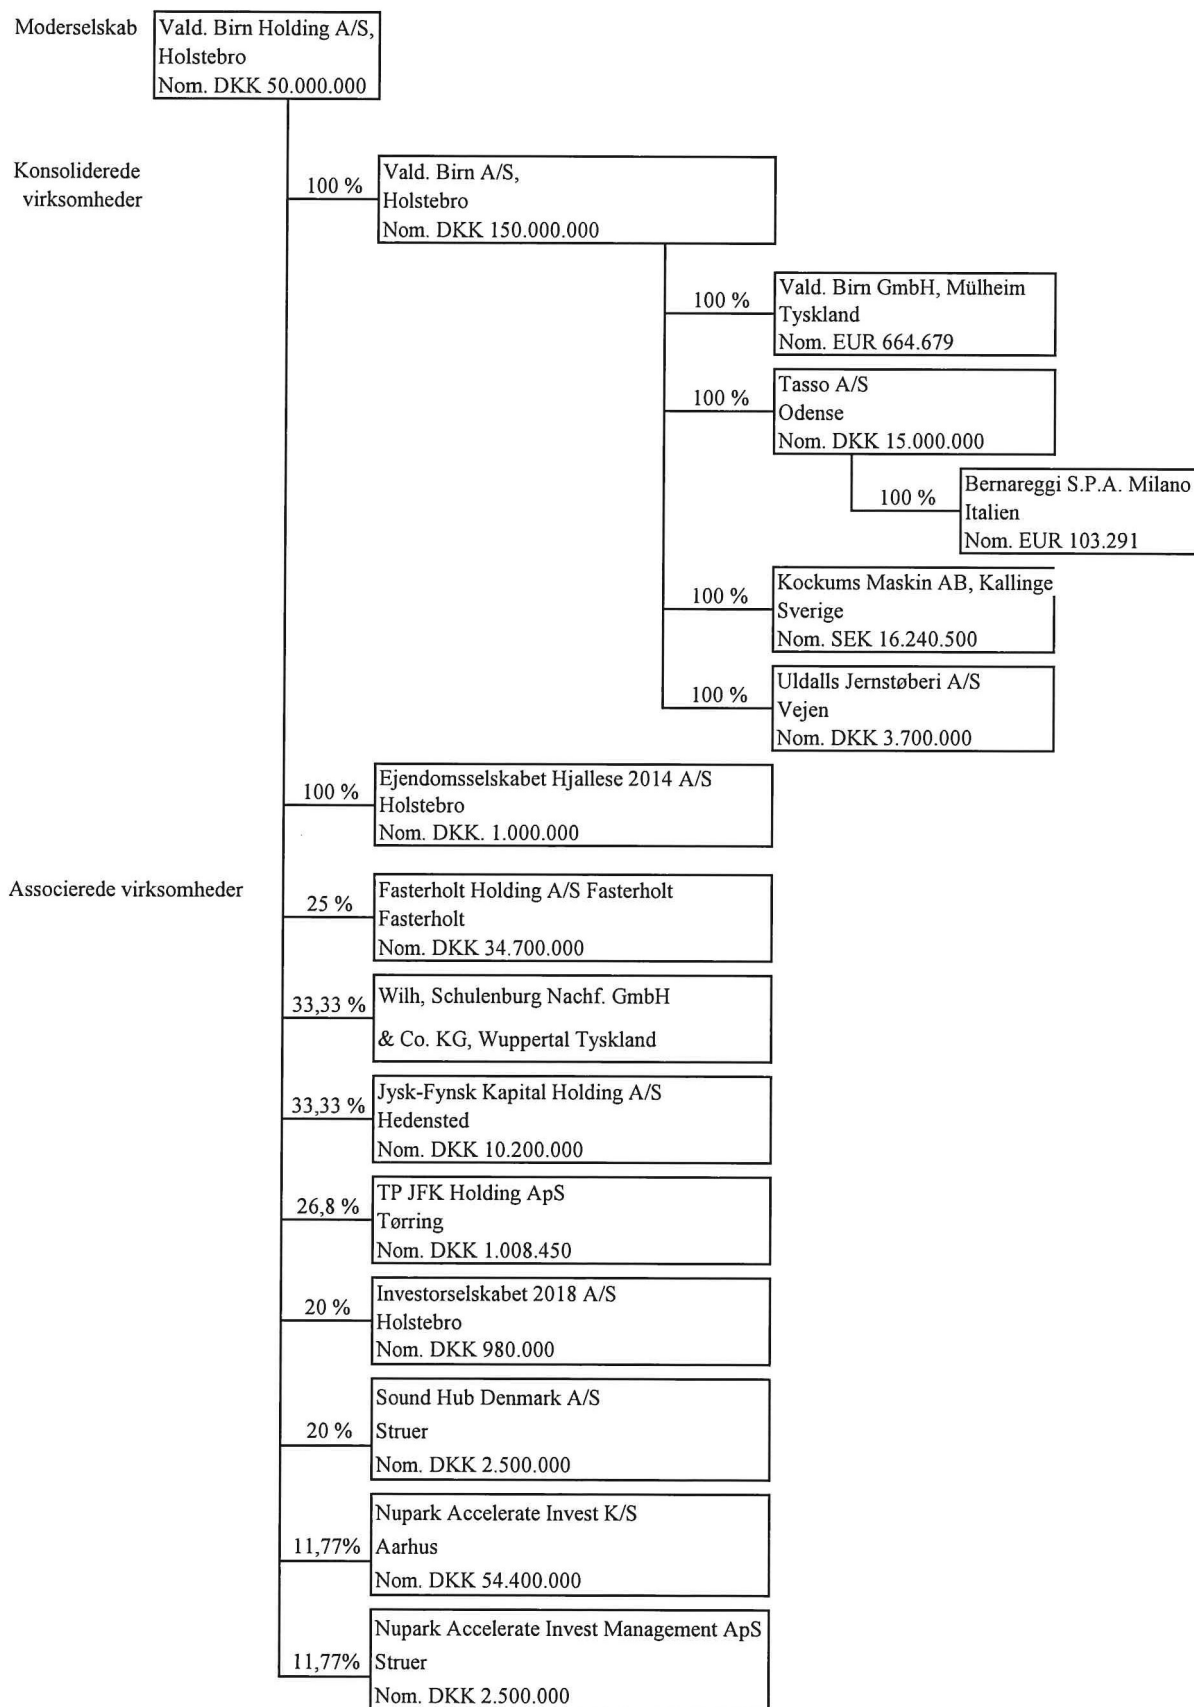 Moderselskab
Vald. Birn Holding A/S,
Holstebro
Nom. DKK 50.000.000
Konsoliderede
virksomheder
100 %
Vald. Birn A/S,
Holstebro
Nom. DKK 150.000.000
100 %
Vald. Birn GmbH, Mülheim
Tyskland
Nom. EUR 664.679
100 %
Tasso A/S
Odense
Nom. DKK 15.000.000
100 %
Bernareggi S.P.A. Milano
Italien
Nom. EUR 103.291
100 %
Kockums Maskin AB, Kallinge
Sverige
Nom. SEK 16.240.500
100 %
Uldalls Jernstøberi A/S
Vejen
Nom. DKK 3.700.000
100 %
Ejendomsselskabet Hjallese 2014 A/S
Holstebro
Nom. DKK. 1.000.000
Associerede virksomheder
25 %
Fasterholt Holding A/S Fasterholt
Fasterholt
Nom. DKK 34.700.000
33,33 %
Wilh, Schulenburg Nachf. GmbH
& Co. KG, Wuppertal Tyskland
33,33 %
Jysk-Fynsk Kapital Holding A/S
Hedensted
Nom. DKK 10.200.000
26,8 %
TP JFK Holding ApS
Tørring
Nom. DKK 1.008.450
20 %
Investorselskabet 2018 A/S
Holstebro
Nom. DKK 980.000
20 %
Sound Hub Denmark A/S
Struer
Nom. DKK 2.500.000
11,77%
Nupark Accelerate Invest K/S
Aarhus
Nom. DKK 54.400.000
11,77%
Nupark Accelerate Invest Management ApS
Struer
Nom. DKK 2.500.000